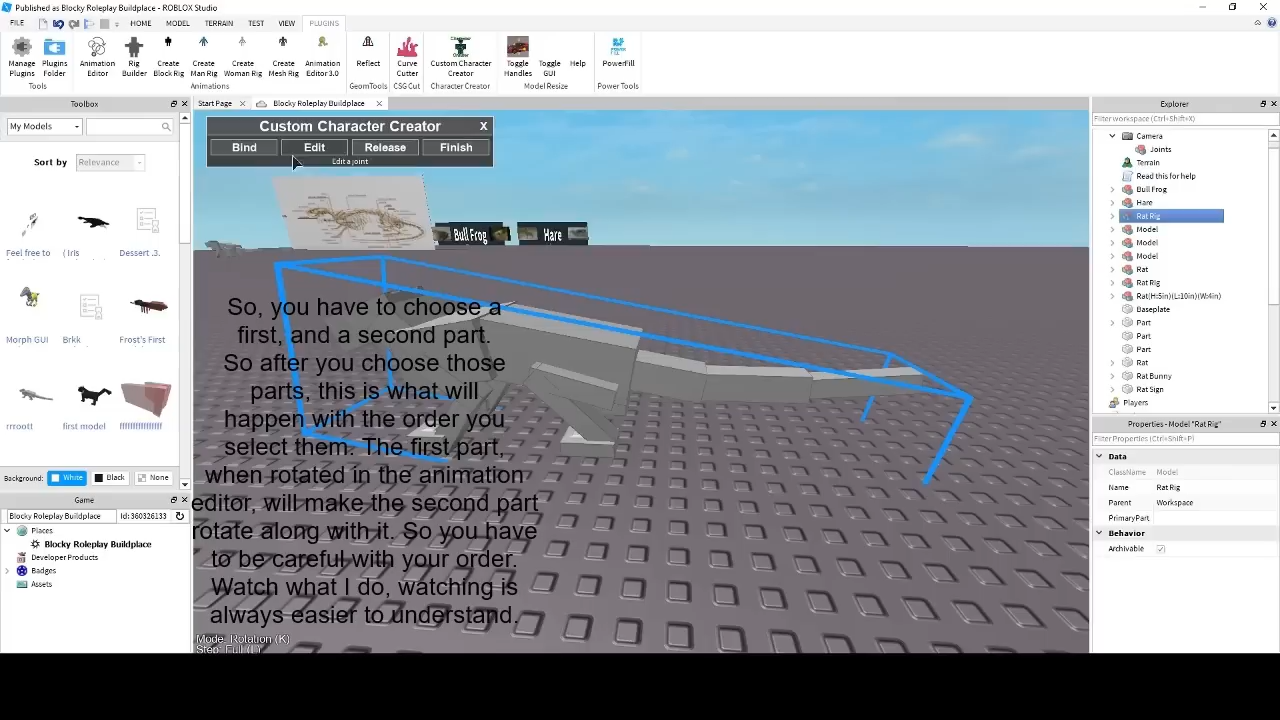 Published as Blocky Roleplay Buildplace - ROBLOX Studio
FILE
HOME
MODEL
TERRAIN
TEST
VIEW
PLUGINS
Manage Plugins
Plugins Folder
Animation Editor
Rig Builder
Create Block Rig
Create Man Rig
Create Woman Rig
Create Mesh Rig
Animation Editor 3.0
Reflect
Curve Cutter
Custom Character Creator
Toggle Handles
Toggle GUI
Help
PowerFill
Tools
Animations
GeomTools
CSG Cut
Character Creator
Model Resize
Power Tools
Toolbox
My Models
Sort by
Relevance
Feel free to
( Iris
Dessert .3.
Morph GUI
Brkk
Frost's First
rrroott
first model
ffffffffffffffff
Background:
White
Black
None
Game
Blocky Roleplay Buildplace
Id:360326133
Places
Blocky Roleplay Buildplace
Developer Products
Badges
Assets
Start Page
Blocky Roleplay Buildplace
Custom Character Creator
X
Bind
Edit
Release
Finish
Edit a joint
Bull Frog
Hare
So, you have to choose a
first, and a second part.
So after you choose those
parts, this is what will
happen with the order you
select them. The first part,
when rotated in the animation
editor, will make the second part
rotate along with it. So you have
to be careful with your order.
Watch what I do, watching is
always easier to understand.
Mode: Rotation (K)
Step: Full (L)
Explorer
Filter workspace (Ctrl+Shift+X)
Camera
Joints
Terrain
Read this for help
Bull Frog
Hare
Rat Rig
Model
Model
Model
Rat
Rat Rig
Rat(H:5in)(L:10in)(W:4in)
Baseplate
Part
Part
Part
Rat
Rat Bunny
Rat Sign
Players
Properties - Model "Rat Rig"
Filter Properties (Ctrl+Shift+P)
Data
ClassName
Model
Name
Rat Rig
Parent
Workspace
PrimaryPart
Behavior
Archivable